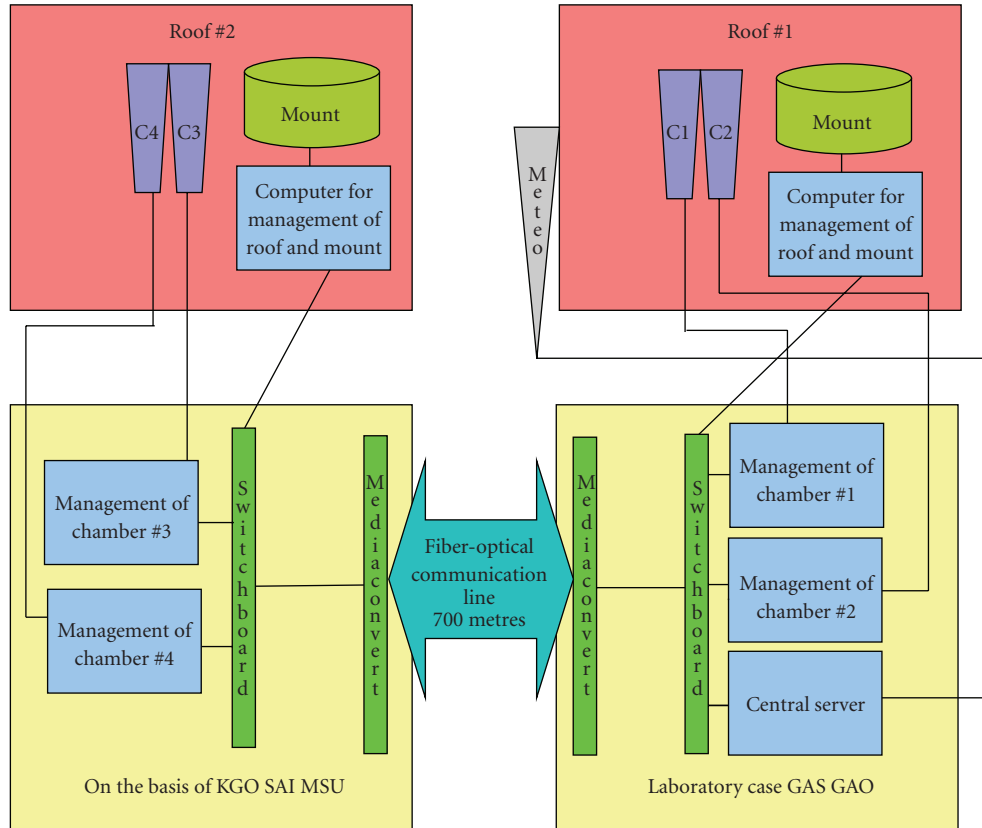 Roof #2
C4
C3
Mount
Computer for
management of
roof and mount
Roof #1
C1
C2
Mount
Computer for
management of
roof and mount
Meteo
Management of
chamber #3
Management of
chamber #4
Switchboard
Mediaconvert
Fiber-optical
communication
line
700 metres
Mediaconvert
Switchboard
Management of
chamber #1
Management of
chamber #2
Central server
On the basis of KGO SAI MSU
Laboratory case GAS GAO